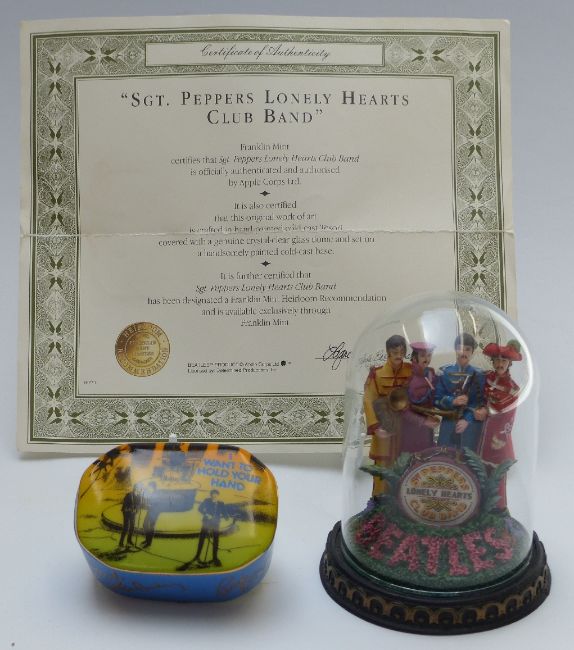 Certificate of Authenticity
"SGT. PEPPERS LONELY HEARTS
CLUB BAND"
Franklin Mint
certifies that Sgt. Peppers Lonely Hearts Club Band
is officially authenticated and authorised
by Apple Corps Ltd.
It is also certified
that this original work of art
is crafted in hand-painted cold-cast Resin
covered with a genuine crystal-clear glass dome and set on
a handsomely painted cold-cast base.
It is further certified that
Sgt. Peppers Lonely Hearts Club Band
has been designated a Franklin Mint Heirloom Recommendation
and is available exclusively through
Franklin Mint
I WANT TO
HOLD YOUR
HAND
LONELY HEARTS
BEATLES